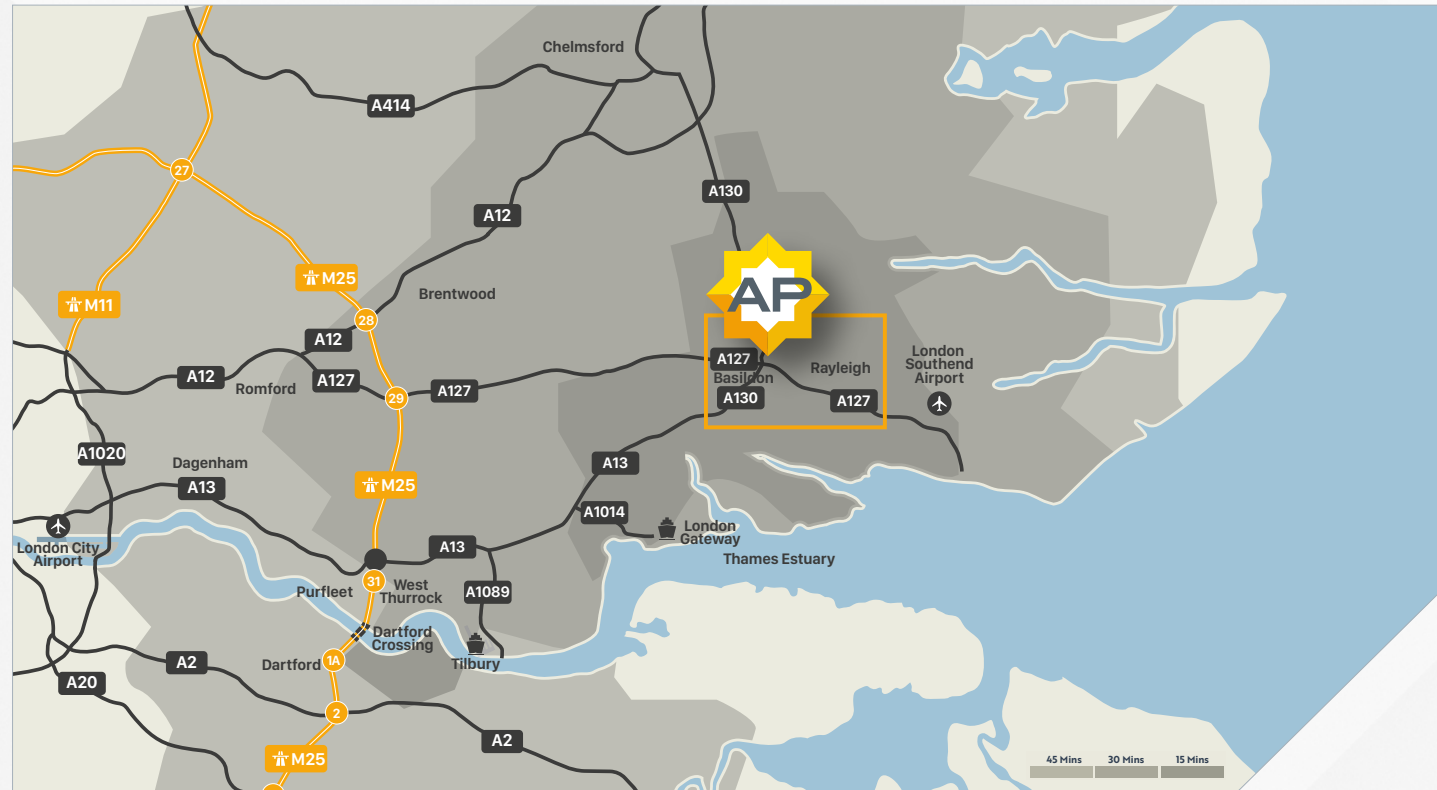 Chelmsford
A414
27
A130
A12
M25
AP
M11
Brentwood
28
A12
A127
Rayleigh
London
Southend
Airport
A12
A127
Basildon
Romford
29
A127
A130
A127
A1020
Dagenham
A13
A13
M25
A1014
London
Gateway
London City
Airport
A13
Thames Estuary
31
West
Thurrock
Purfleet
A1089
Dartford
Crossing
A2
Dartford
1A
Tilbury
A20
2
A2
M25
45 Mins
30 Mins
15 Mins